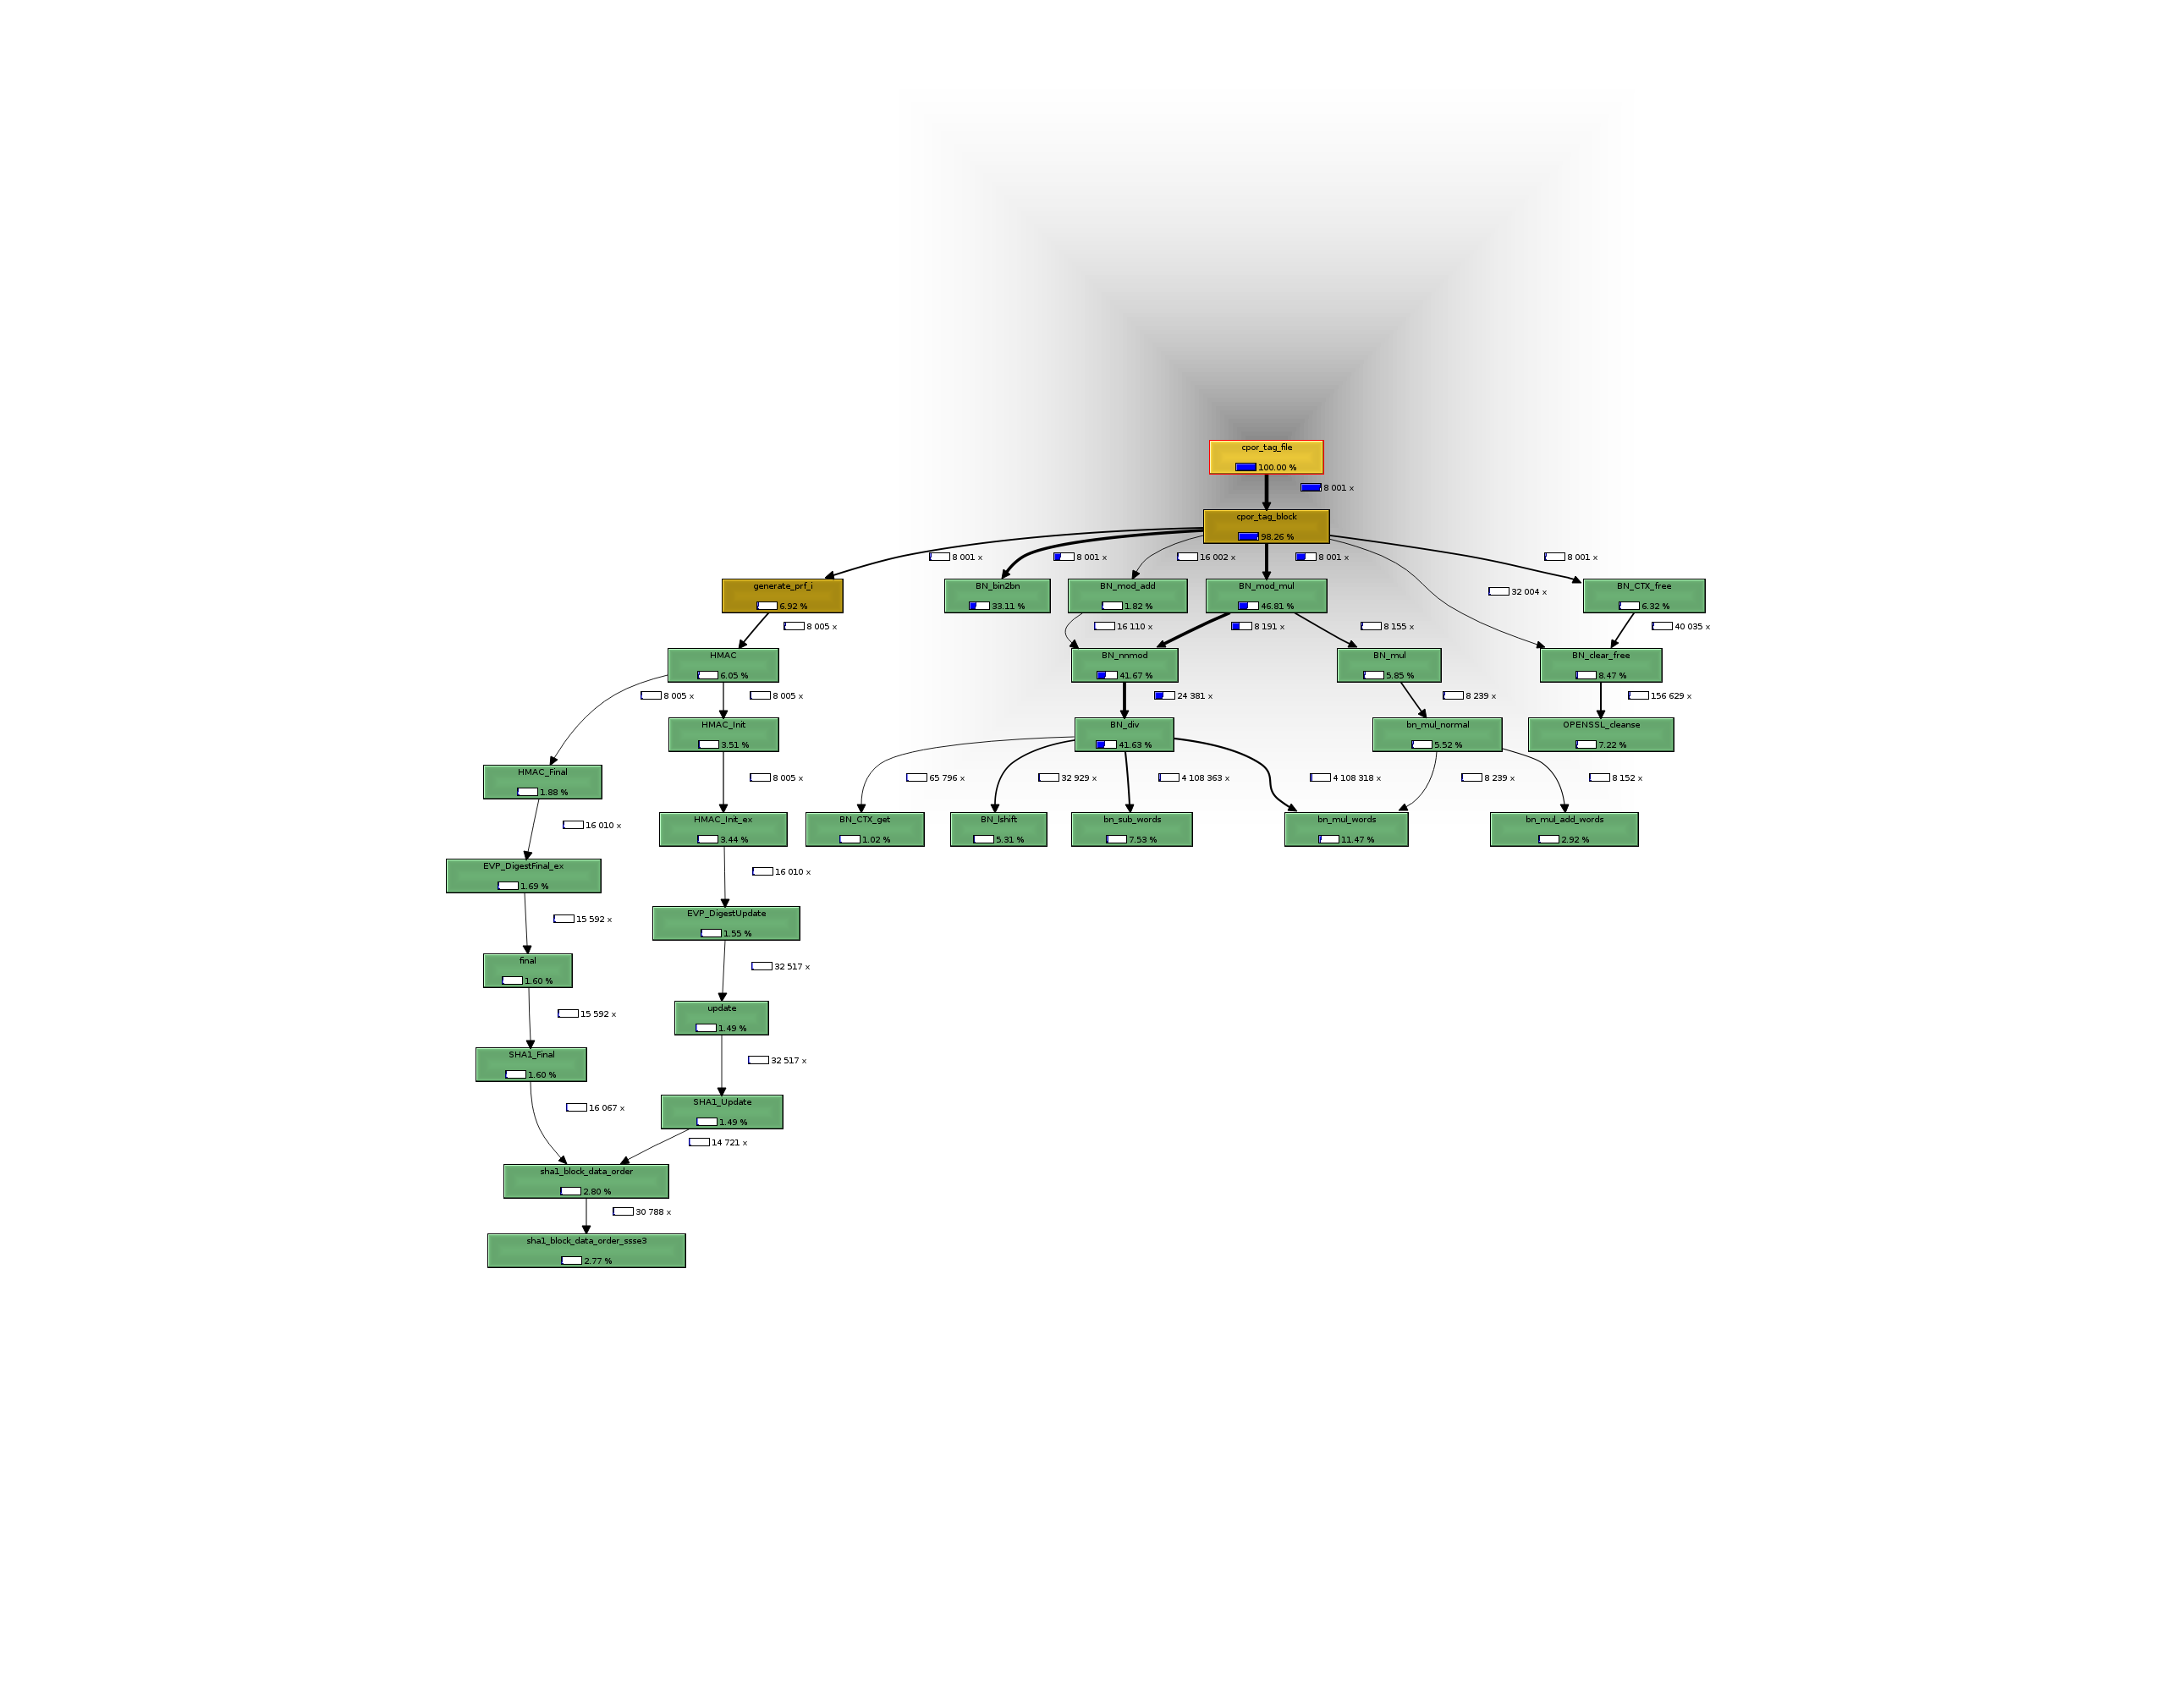 cpor_tag_file
100.00 %
8 001 x
cpor_tag_block
98.26 %
8 001 x
8 001 x
16 002 x
8 001 x
8 001 x
32 004 x
generate_prf_i
6.92 %
BN_bin2bn
33.11 %
BN_mod_add
1.82 %
BN_mod_mul
46.81 %
BN_CTX_free
6.32 %
8 005 x
16 110 x
8 191 x
8 155 x
40 035 x
HMAC
6.05 %
BN_nnmod
41.67 %
BN_mul
5.85 %
BN_clear_free
8.47 %
8 005 x
8 005 x
24 381 x
8 239 x
156 629 x
HMAC_Init
3.51 %
BN_div
41.63 %
bn_mul_normal
5.52 %
OPENSSL_cleanse
7.22 %
HMAC_Final
1.88 %
8 005 x
65 796 x
32 929 x
4 108 363 x
4 108 318 x
8 239 x
8 152 x
16 010 x
HMAC_Init_ex
3.44 %
BN_CTX_get
1.02 %
BN_lshift
5.31 %
bn_sub_words
7.53 %
bn_mul_words
11.47 %
bn_mul_add_words
2.92 %
EVP_DigestFinal_ex
1.69 %
16 010 x
15 592 x
EVP_DigestUpdate
1.55 %
final
1.60 %
32 517 x
15 592 x
update
1.49 %
SHA1_Final
1.60 %
32 517 x
16 067 x
SHA1_Update
1.49 %
14 721 x
sha1_block_data_order
2.80 %
30 788 x
sha1_block_data_order_ssse3
2.77 %